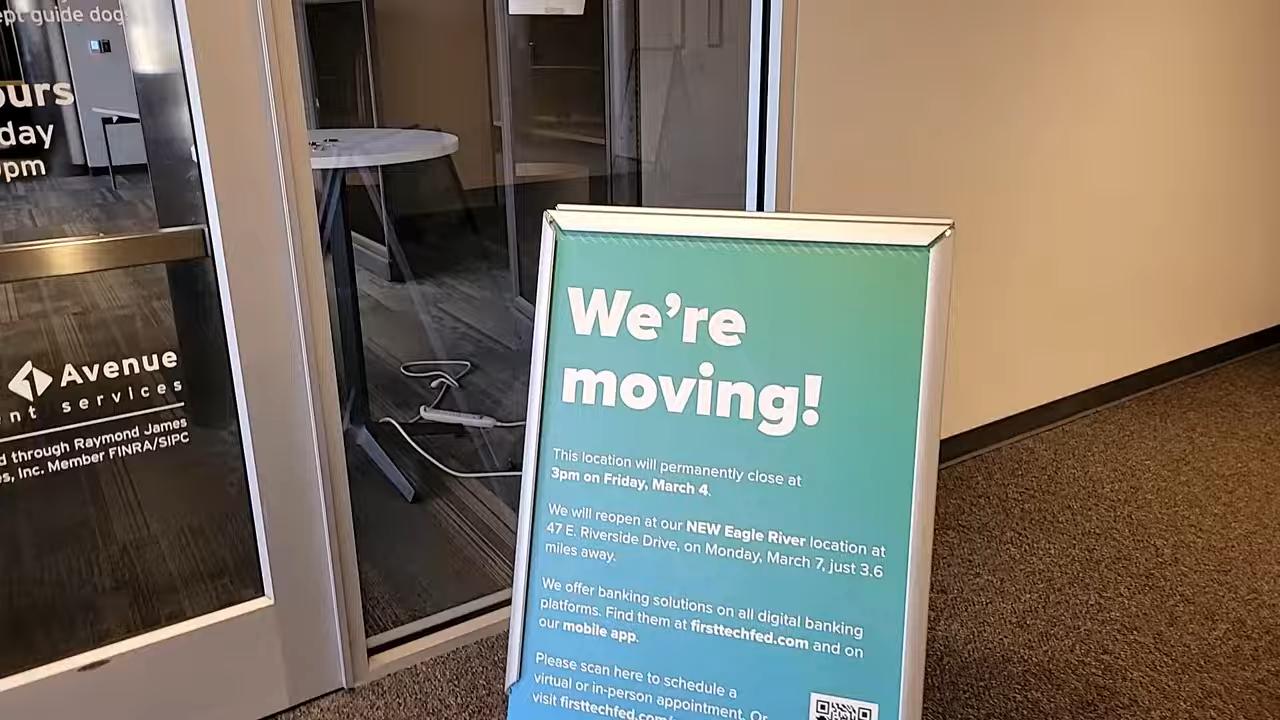 ept guide dog
ours
day
pm
Avenue
ent services
d through Raymond James
s, Inc. Member FINRA/SIPC
We're
moving!
This location will permanently close at
3pm on Friday, March 4.
We will reopen at our NEW Eagle River location at
47 E. Riverside Drive, on Monday, March 7, just 3.6
miles away.
We offer banking solutions on all digital banking
platforms. Find them at firsttechfed.com and on
our mobile app.
Please scan here to schedule a
virtual or in-person appointment. Or
visit firsttechfed.com/